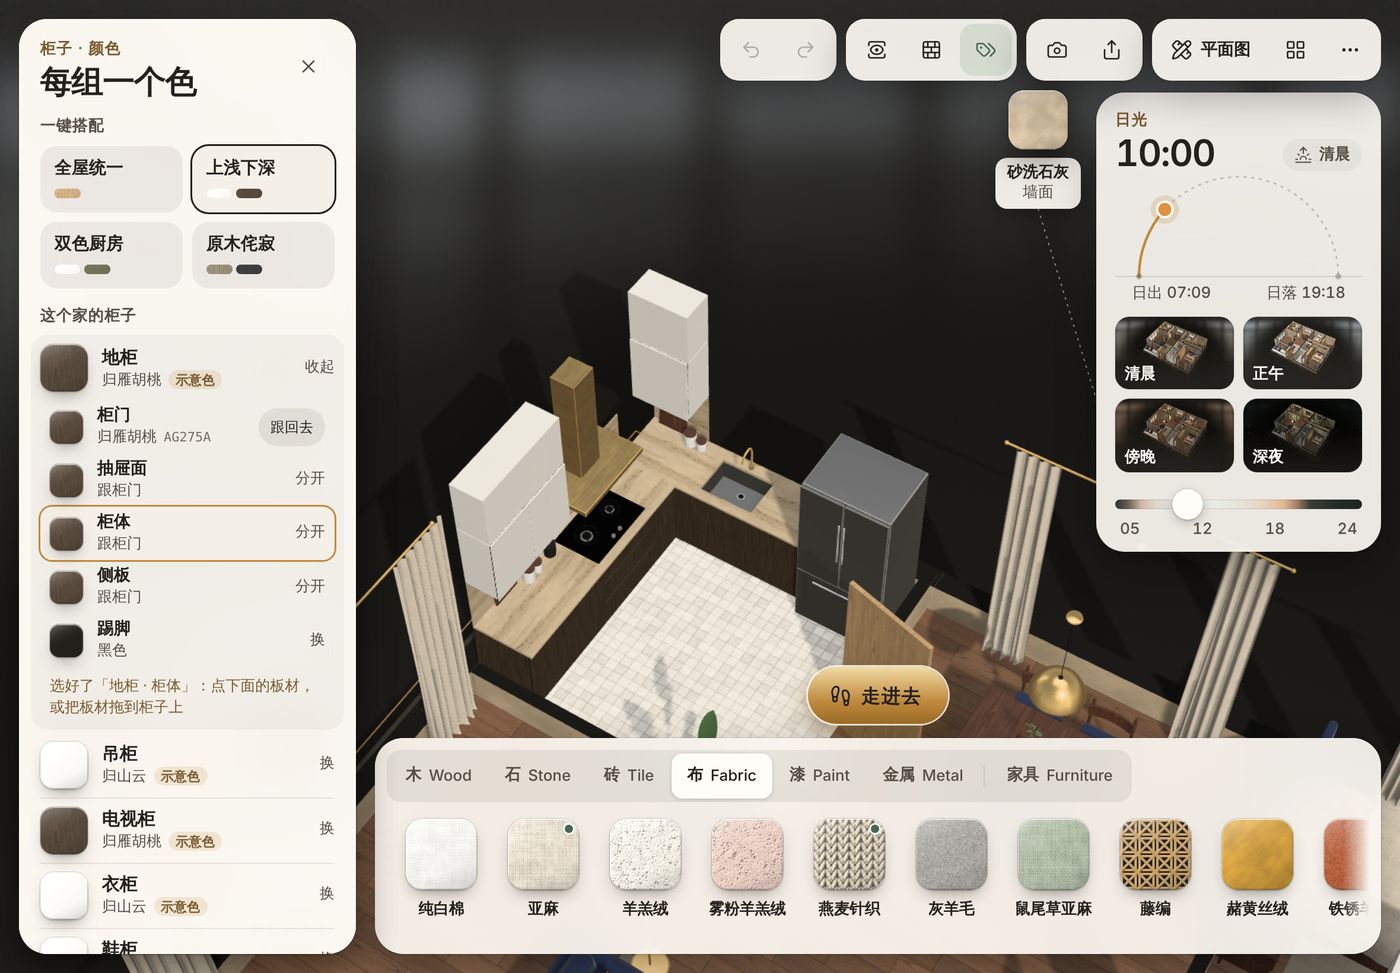 柜子 · 颜色
每组一个色
一键搭配
全屋统一
上浅下深
双色厨房
原木侘寂
这个家的柜子
地柜
归雁胡桃 示意色
收起
柜门
归雁胡桃 AG275A
跟回去
抽屉面
跟柜门
分开
柜体
跟柜门
分开
侧板
跟柜门
分开
踢脚
黑色
换
选好了「地柜 · 柜体」：点下面的板材，
或把板材拖到柜子上
吊柜
归山云 示意色
换
电视柜
归雁胡桃 示意色
换
衣柜
归山云 示意色
换
鞋柜
平面图
砂洗石灰
墙面
日光
10:00
清晨
日出 07:09
日落 19:18
清晨
正午
傍晚
深夜
05 12 18 24
走进去
木 Wood
石 Stone
砖 Tile
布 Fabric
漆 Paint
金属 Metal
家具 Furniture
纯白棉
亚麻
羊羔绒
雾粉羊羔绒
燕麦针织
灰羊毛
鼠尾草亚麻
藤编
赭黄丝绒
铁锈